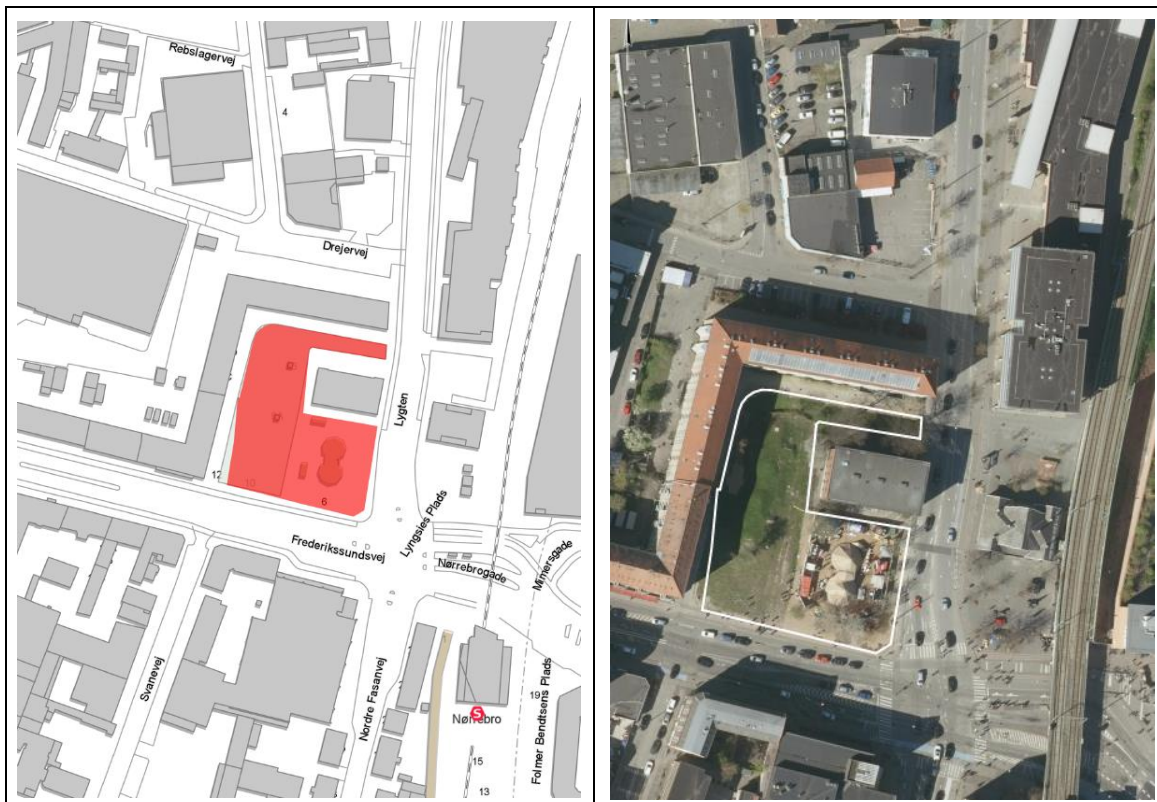 Rebslagervej
4
Drejervej
Lygten
12
10
6
Frederikssundsvej
Lyngsies Plads
Nørrebrogade
Mimersgade
Svanevej
Nordre Fasanvej
19
S
Nørrebro
Folmer Bendtsens Plads
15
13